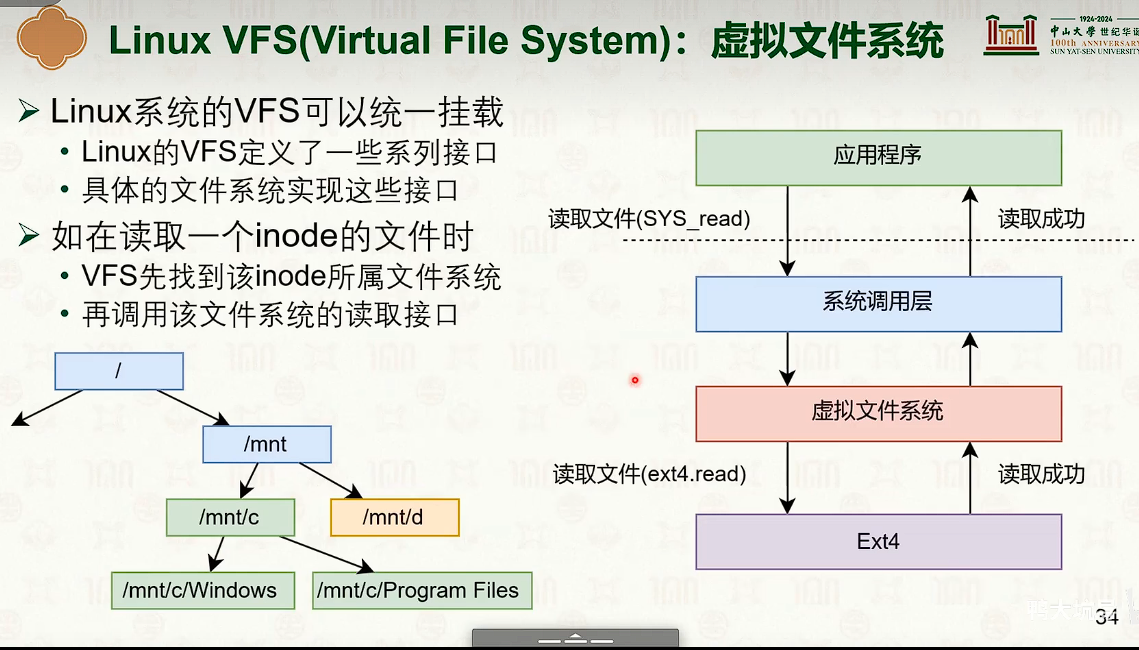 Linux VFS(Virtual File System)：虚拟文件系统
1924-2024
中山大学 世纪华诞
100th ANNIVERSARY
SUN YAT-SEN UNIVERSITY
Linux系统的VFS可以统一挂载
Linux的VFS定义了一些系列接口
具体的文件系统实现这些接口
如在读取一个inode的文件时
VFS先找到该inode所属文件系统
再调用该文件系统的读取接口
/
/mnt
/mnt/c
/mnt/d
/mnt/c/Windows
/mnt/c/Program Files
应用程序
读取文件(SYS_read)
读取成功
系统调用层
虚拟文件系统
读取文件(ext4.read)
读取成功
Ext4
34